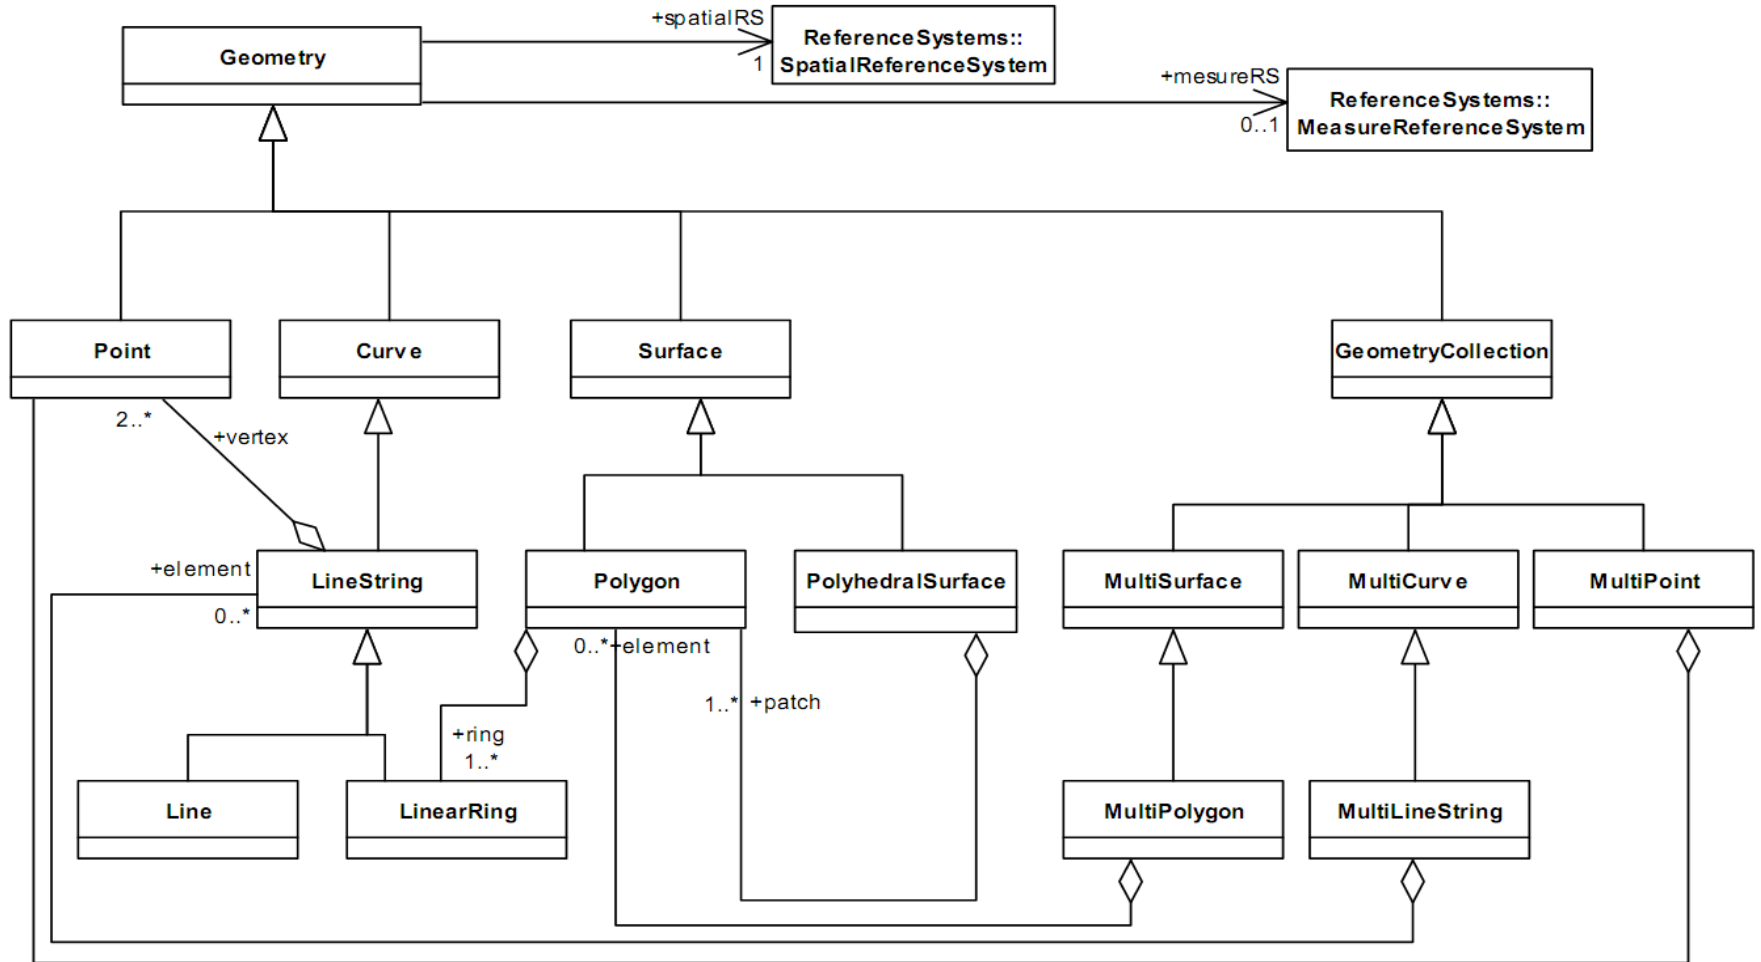 +spatialRS
1
Geometry
ReferenceSystems::
SpatialReferenceSystem
+mesureRS
0..1
ReferenceSystems::
MeasureReferenceSystem
Point
Curve
Surface
GeometryCollection
2..*
+vertex
+element
0..*
LineString
Polygon
PolyhedralSurface
MultiSurface
MultiCurve
MultiPoint
0..*
+element
1..*
+patch
+ring
1..*
Line
LinearRing
MultiPolygon
MultiLineString